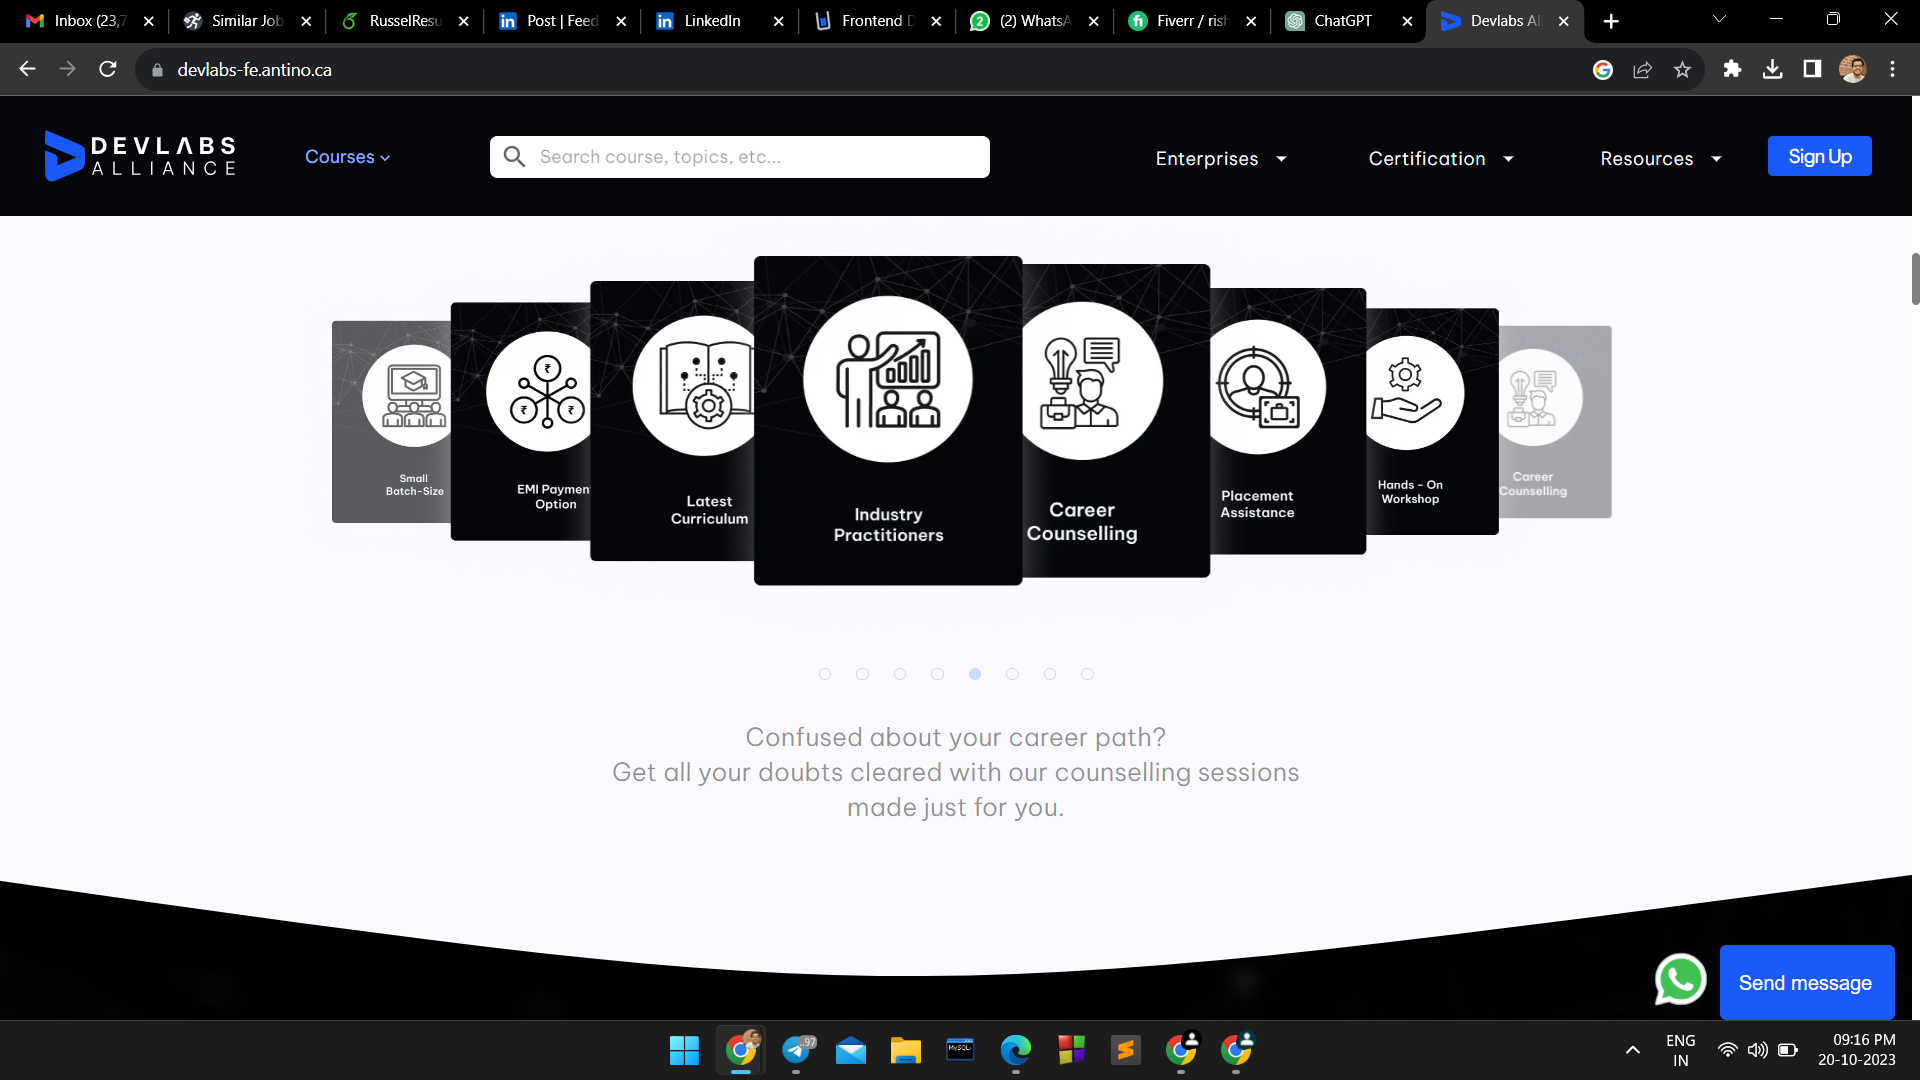 Inbox (23,7
Similar Job
RusselResu
Post | Feed
LinkedIn
Frontend D
(2) WhatsA
Fiverr / rish
ChatGPT
Devlabs All
devlabs-fe.antino.ca
DEVLABS
ALLIANCE
Courses
Search course, topics, etc...
Enterprises
Certification
Resources
Sign Up
Small
Batch-Size
EMI Paymen
Option
Latest
Curriculum
Industry
Practitioners
Career
Counselling
Placement
Assistance
Hands - On
Workshop
Career
Counselling
Confused about your career path?
Get all your doubts cleared with our counselling sessions
made just for you.
Send message
..97
MySQL
ENG
IN
09:16 PM
20-10-2023